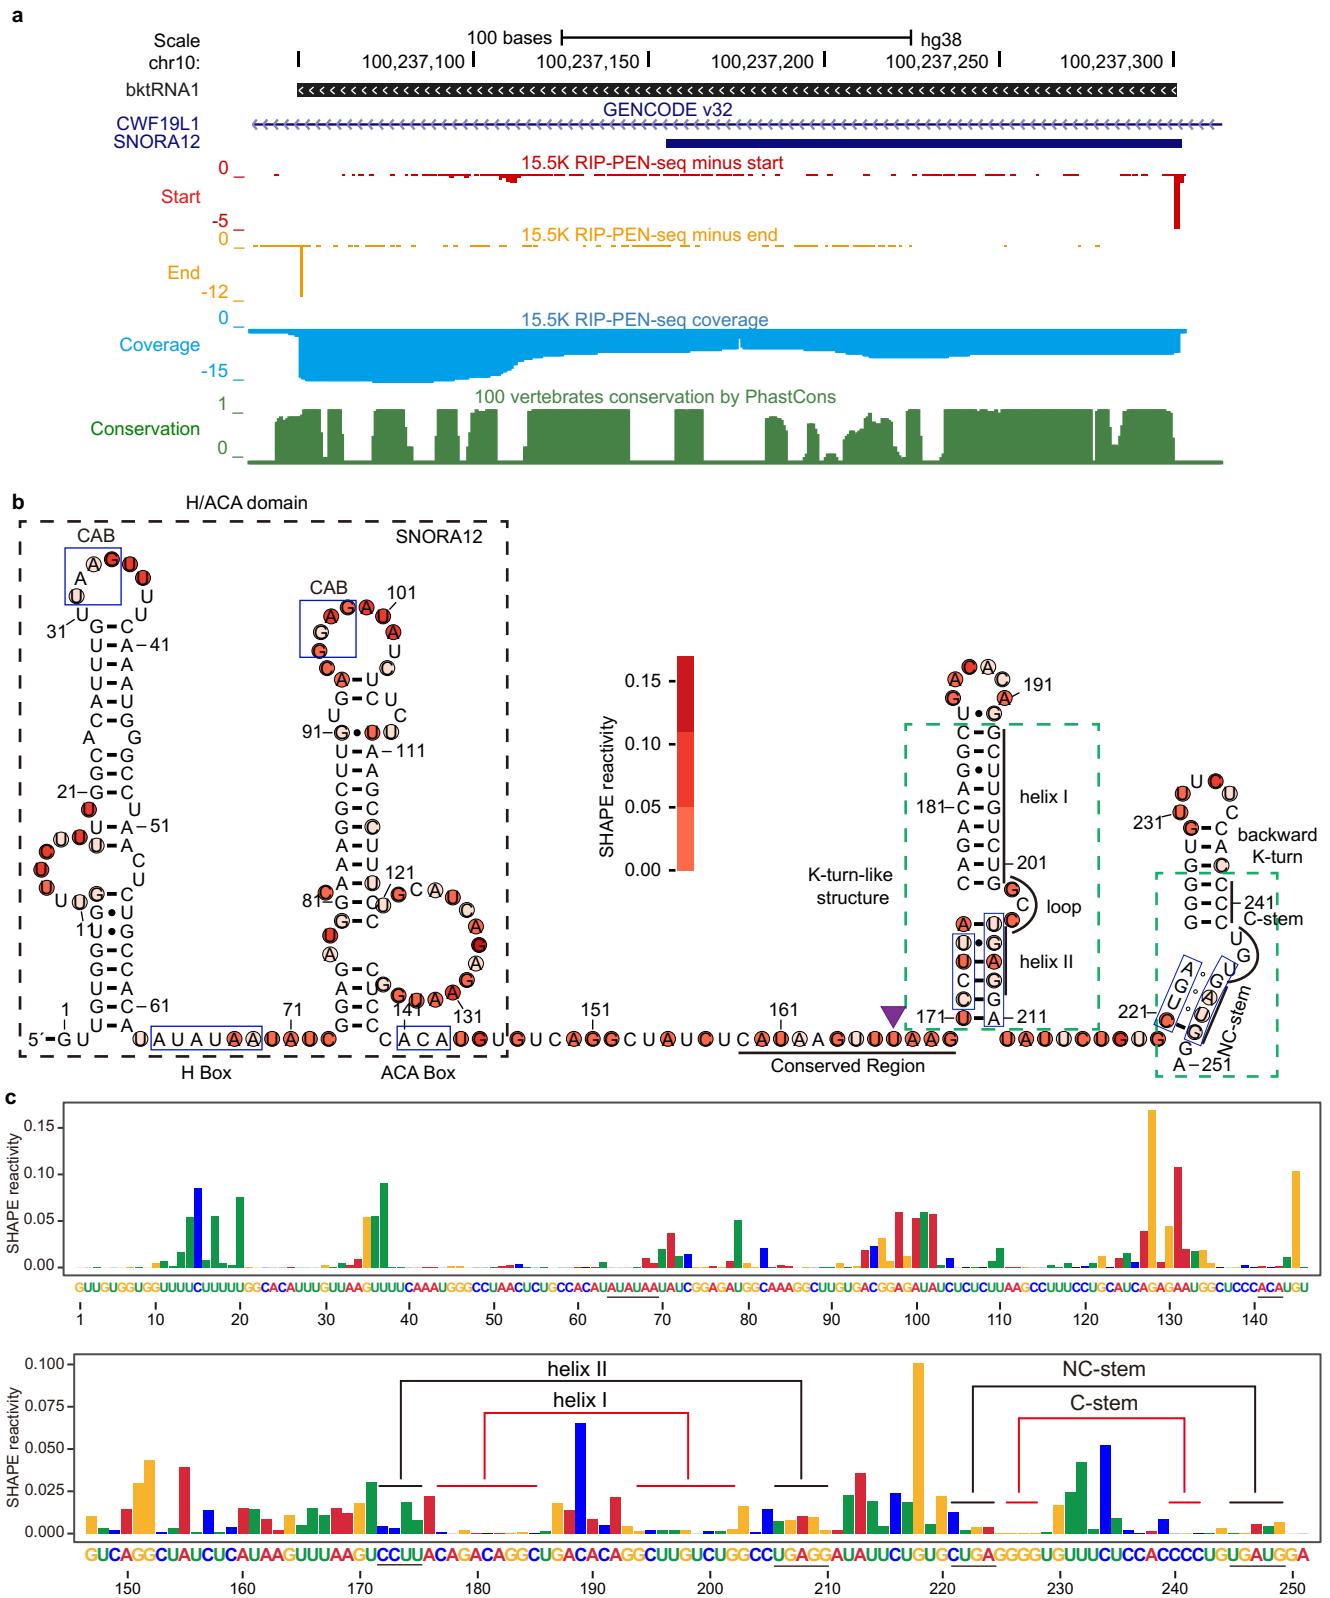 a
Scale 100 bases hg38
chr10: 100,237,100 100,237,150 100,237,200 100,237,250 100,237,300
bktRNA1
GENCODE v32
CWF19L1
SNORA12
15.5K RIP-PEN-seq minus start
0
Start
-5
15.5K RIP-PEN-seq minus end
0
End
-12
15.5K RIP-PEN-seq coverage
0
Coverage
-15
100 vertebrates conservation by PhastCons
1
Conservation
0
b
H/ACA domain
CAB
SNORA12
CAB
101
31
41
91
111
21
51
11
81
121
131
1
61
71
141
151
161
5′
H Box
ACA Box
SHAPE reactivity
0.15
0.10
0.05
0.00
Conserved Region
K-turn-like
structure
191
181
helix I
201
loop
helix II
171
211
221
231
backward
K-turn
241
C-stem
NC-stem
251
c
SHAPE reactivity
0.15
0.10
0.05
0.00
1 10 20 30 40 50 60 70 80 90 100 110 120 130 140
SHAPE reactivity
0.100
0.075
0.050
0.025
0.000
helix II
helix I
NC-stem
C-stem
GUCAGGCUAUCUCAUAAGUUUAAGUCCUUACAGACAGGCUGACACAGGCUUGUCUGGCCUGAGGAUAUUCUGUGCUGAGGGGUGUUUCUCCACCCCUGUGAUGGA
150 160 170 180 190 200 210 220 230 240 250